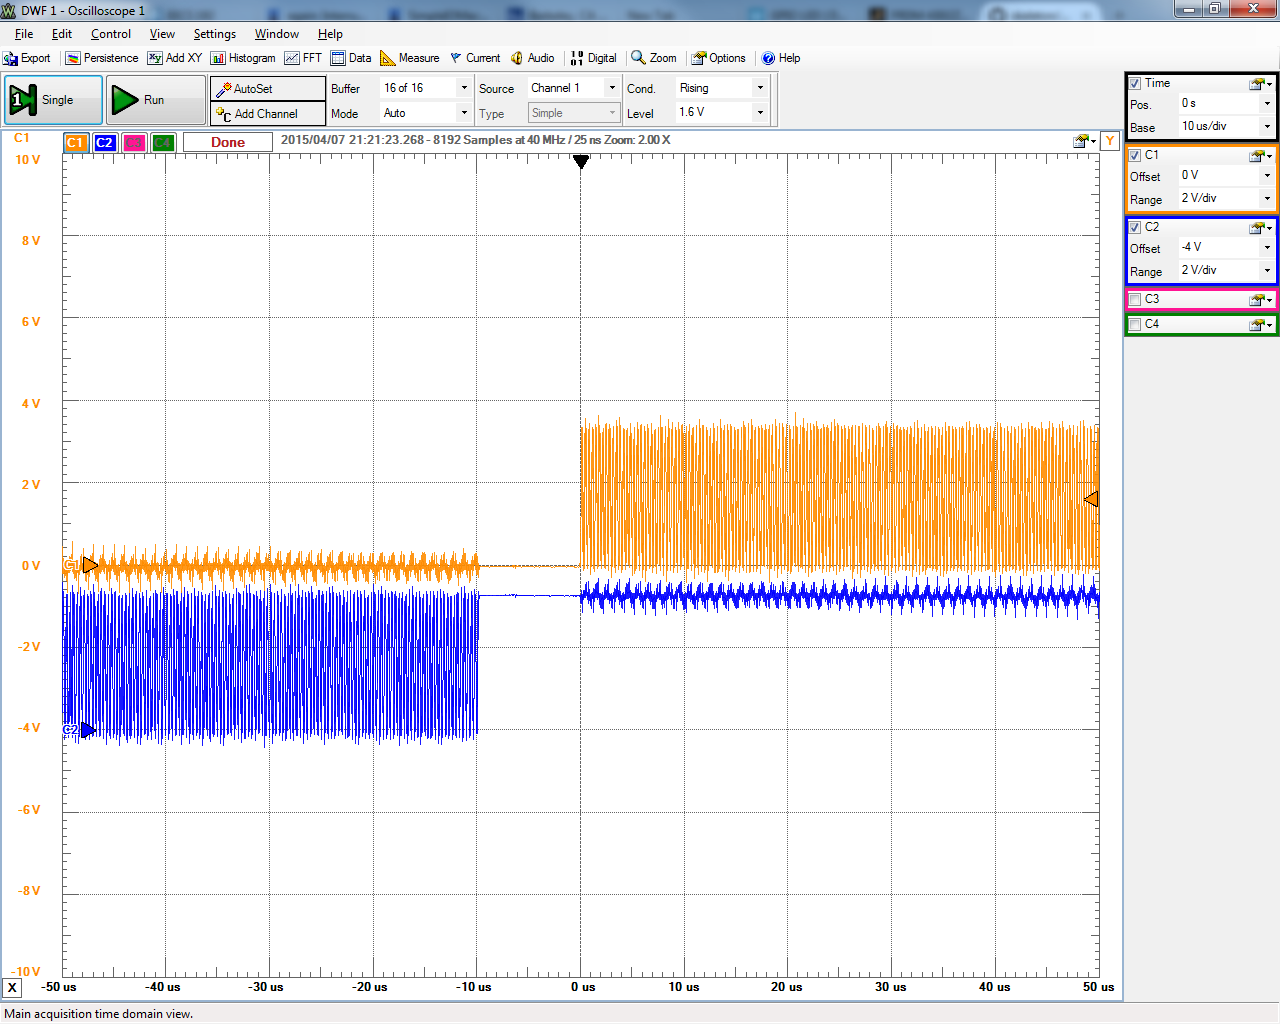 DWF 1 - Oscilloscope 1
File Edit Control View Settings Window Help
Export Persistence Add XY Histogram FFT Data Measure Current Audio Digital Zoom Options Help
Single Run AutoSet Buffer 16 of 16 Source Channel 1 Cond. Rising
Add Channel Mode Auto Type Simple Level 1.6 V
C1 C1 C2 C3 C4 Done 2015/04/07 21:21:23.268 - 8192 Samples at 40 MHz / 25 ns Zoom: 2.00 X Y
10 V
8 V
6 V
4 V
2 V
0 V
-2 V
-4 V
-6 V
-8 V
-10 V
C1
C2
X -50 us -40 us -30 us -20 us -10 us 0 us 10 us 20 us 30 us 40 us 50 us
Time
Pos. 0 s
Base 10 us/div
C1
Offset 0 V
Range 2 V/div
C2
Offset -4 V
Range 2 V/div
C3
C4
Main acquisition time domain view.